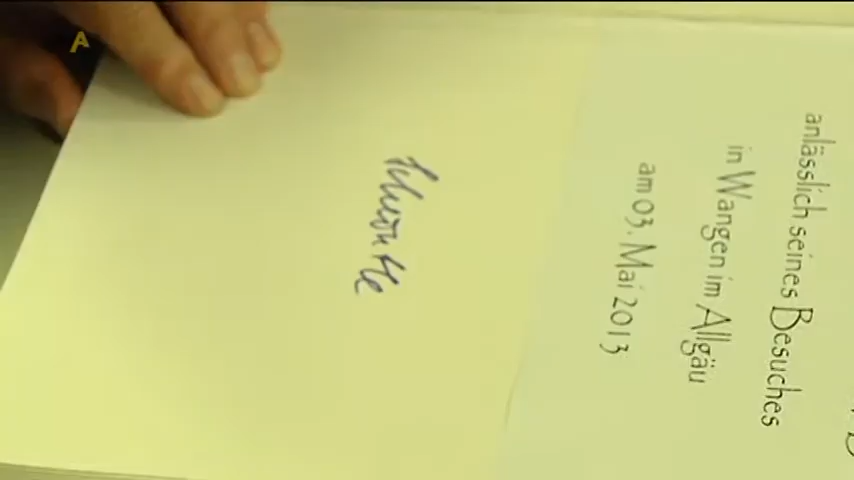 A
anlässlich seines Besuches
in Wangen im Allgäu
am 03. Mai 2013